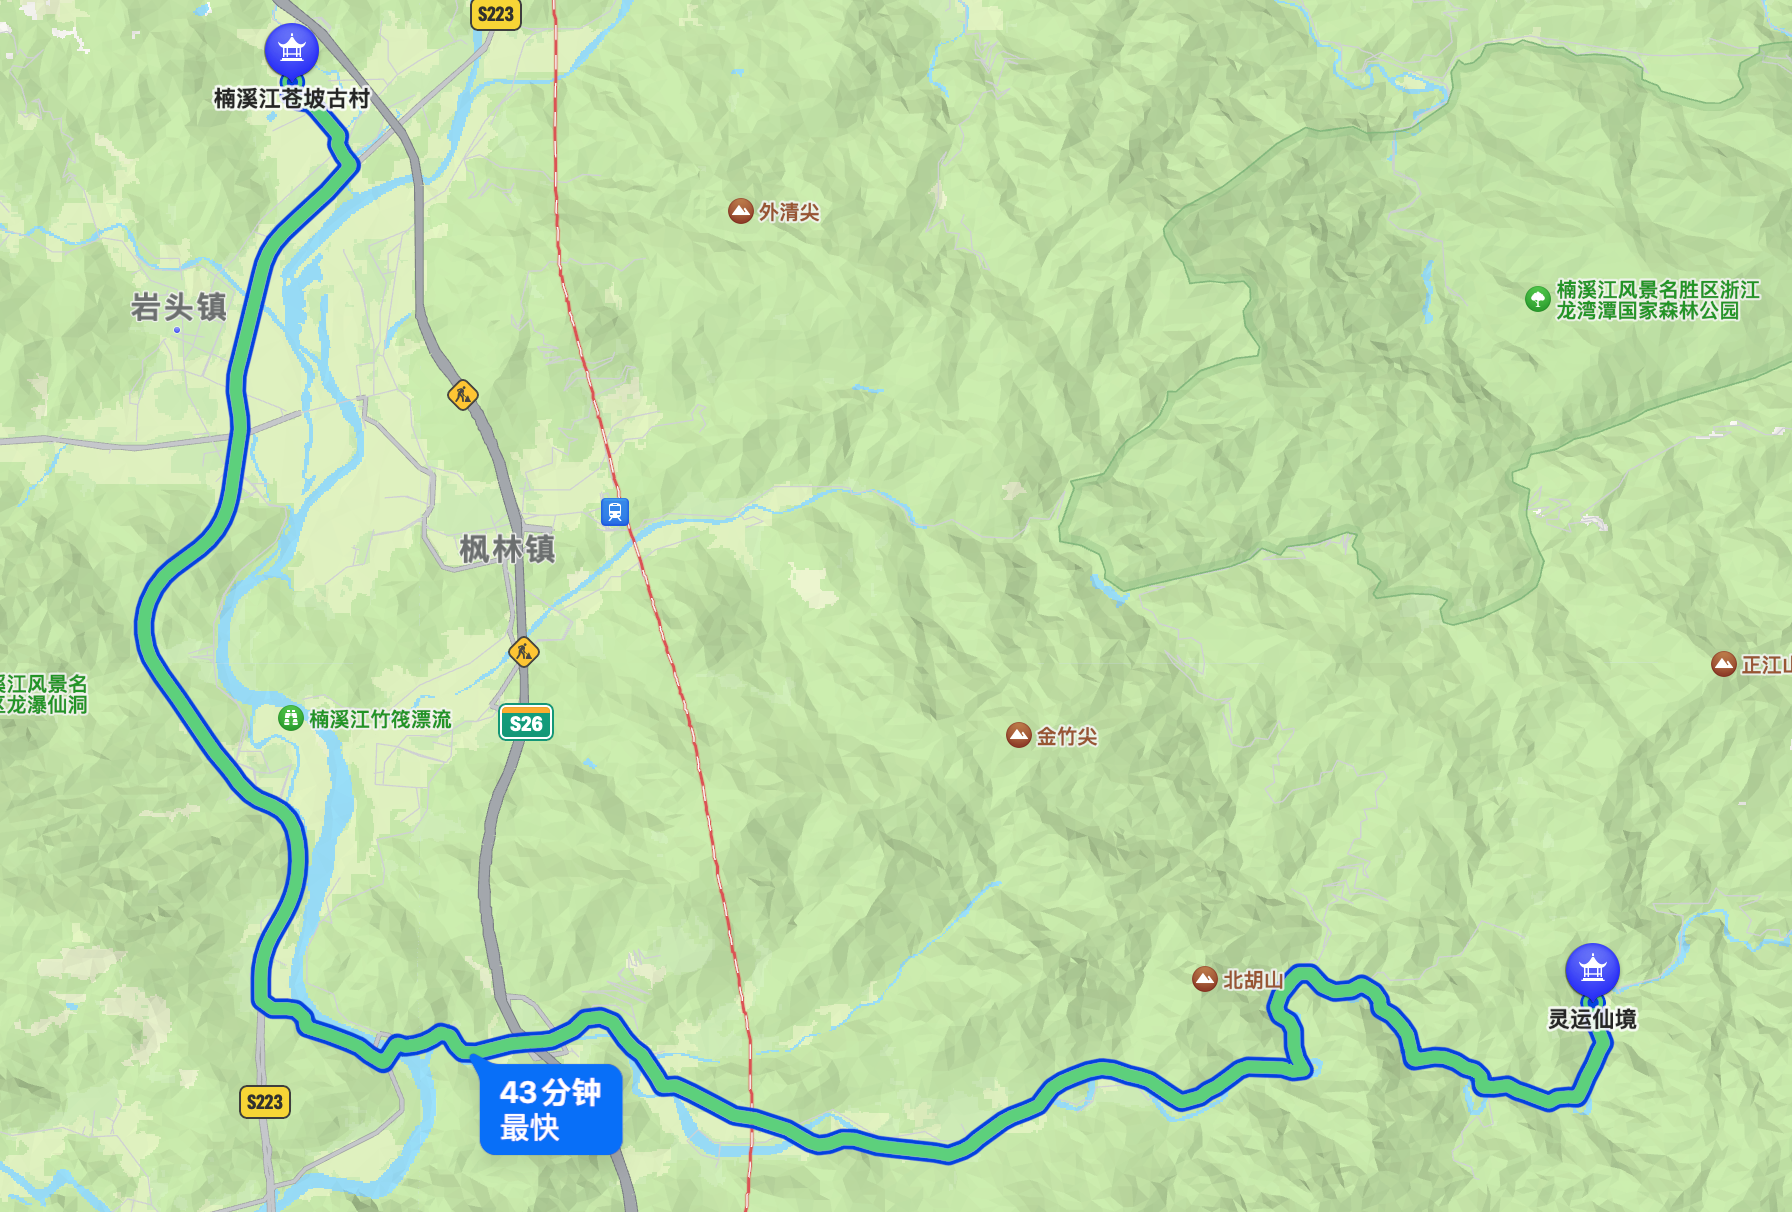 S223
楠溪江苍坡古村
外清尖
楠溪江风景名胜区浙江
龙湾潭国家森林公园
岩头镇
枫林镇
正江山
溪江风景名
区龙瀑仙洞
楠溪江竹筏漂流
S26
金竹尖
北胡山
灵运仙境
43分钟
最快
S223